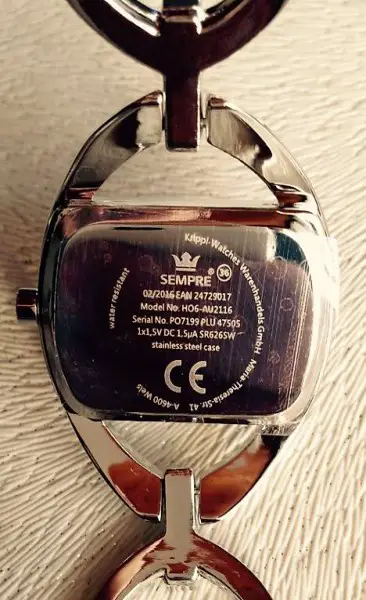 Krippl-Watches Warenhandels GmbH
Maria-Theresia-Str. 41
A-4600 Wels
water resistant
SEMPRE® 36
02/2016 EAN 24729017
Model No: HO6-AU2116
Serial No. PO7199 PLU 47505
1x1,5V DC 1,5µA SR626SW
stainless steel case
CE